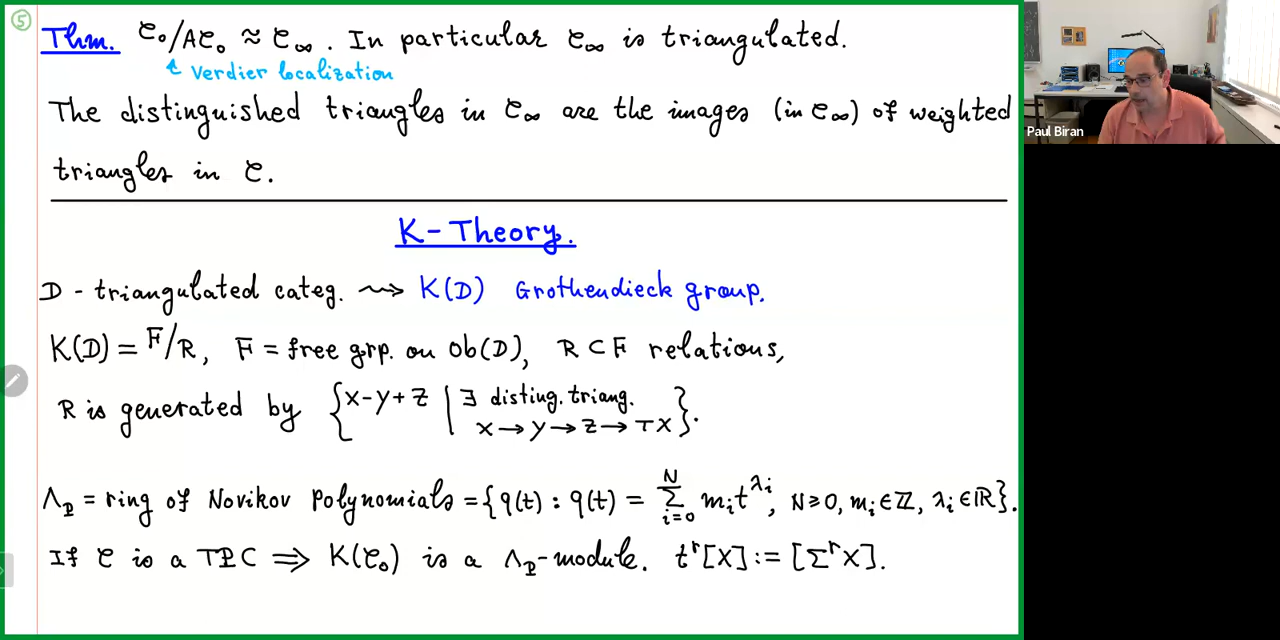 ⑤
Thm. 𝒞₀/A𝒞₀ ≈ 𝒞∞. In particular 𝒞∞ is triangulated.
↑ Verdier localization
The distinguished triangles in 𝒞∞ are the images (in 𝒞∞) of weighted
triangles in 𝒞.
K-Theory.
D - triangulated categ. ⇝ K(D) Grothendieck group.
K(D) = F/R, F = free grp. on Ob(D), R ⊂ F relations,
R is generated by { X-Y+Z | ∃ disting. triang.
X → Y → Z → TX }.
Λ_P = ring of Novikov Polynomials = {q(t) : q(t) = ∑_{i=0}^{N} m_i t^{λ_i}, N ≥ 0, m_i ∈ ℤ, λ_i ∈ ℝ}.
If 𝒞 is a TPC ⇒ K(𝒞₀) is a Λ_P-module. t^r[X] := [Σ^r X].
Paul Biran